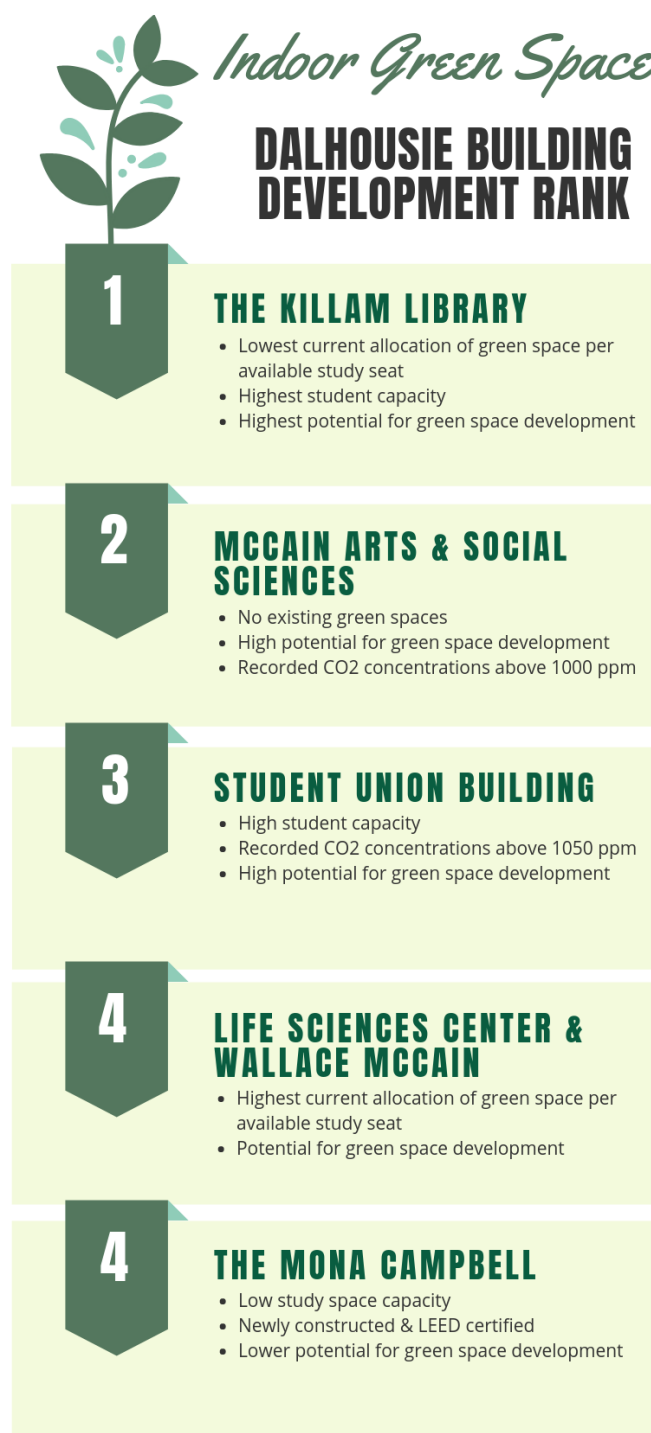 Indoor Green Space
DALHOUSIE BUILDING
DEVELOPMENT RANK
1
THE KILLAM LIBRARY
• Lowest current allocation of green space per
available study seat
• Highest student capacity
• Highest potential for green space development
2
MCCAIN ARTS & SOCIAL
SCIENCES
• No existing green spaces
• High potential for green space development
• Recorded CO2 concentrations above 1000 ppm
3
STUDENT UNION BUILDING
• High student capacity
• Recorded CO2 concentrations above 1050 ppm
• High potential for green space development
4
LIFE SCIENCES CENTER &
WALLACE MCCAIN
• Highest current allocation of green space per
available study seat
• Potential for green space development
4
THE MONA CAMPBELL
• Low study space capacity
• Newly constructed & LEED certified
• Lower potential for green space development